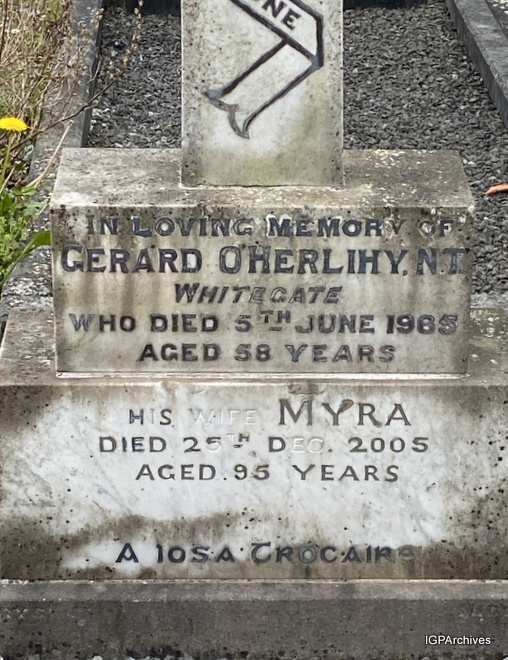 NE
IN LOVING MEMORY OF
GERARD O'HERLIHY, N.T
WHITEGATE
WHO DIED 5TH JUNE 1965
AGED 58 YEARS
HIS WIFE MYRA
DIED 25TH DEC. 2005
AGED 95 YEARS
A IOSA TRÓCAIRE
IGPArchives